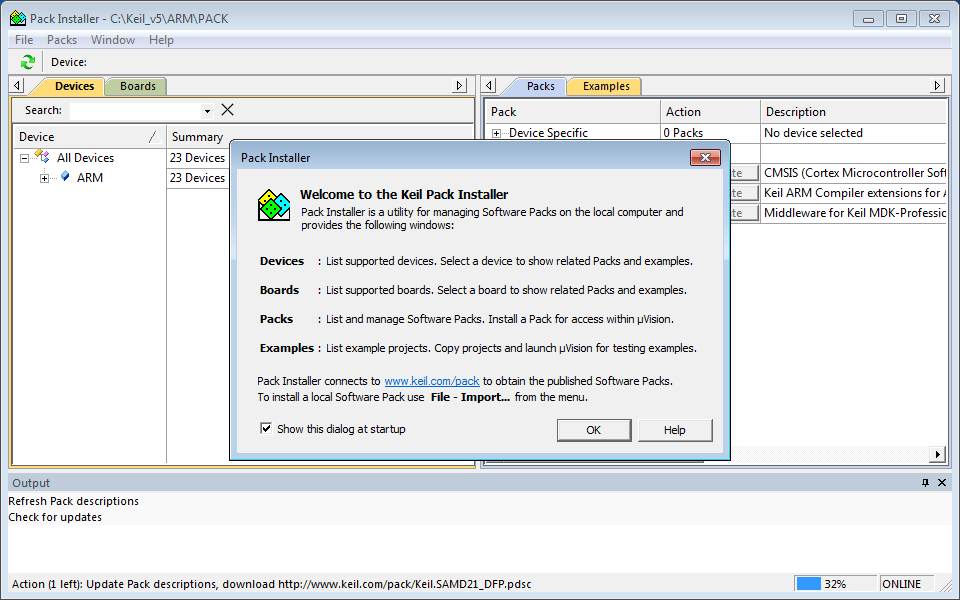 Pack Installer - C:\Keil_v5\ARM\PACK
File Packs Window Help
Device:
Devices Boards
Packs Examples
Search:
Device Summary
Pack Action Description
All Devices 23 Devices
ARM 23 Devices
Device Specific 0 Packs No device selected
CMSIS (Cortex Microcontroller Soft
Keil ARM Compiler extensions for A
Middleware for Keil MDK-Professio
Pack Installer
Welcome to the Keil Pack Installer
Pack Installer is a utility for managing Software Packs on the local computer and
provides the following windows:
Devices : List supported devices. Select a device to show related Packs and examples.
Boards : List supported boards. Select a board to show related Packs and examples.
Packs : List and manage Software Packs. Install a Pack for access within µVision.
Examples : List example projects. Copy projects and launch µVision for testing examples.
Pack Installer connects to www.keil.com/pack to obtain the published Software Packs.
To install a local Software Pack use File - Import... from the menu.
Show this dialog at startup
OK Help
Output
Refresh Pack descriptions
Check for updates
Action (1 left): Update Pack descriptions, download http://www.keil.com/pack/Keil.SAMD21_DFP.pdsc 32% ONLINE